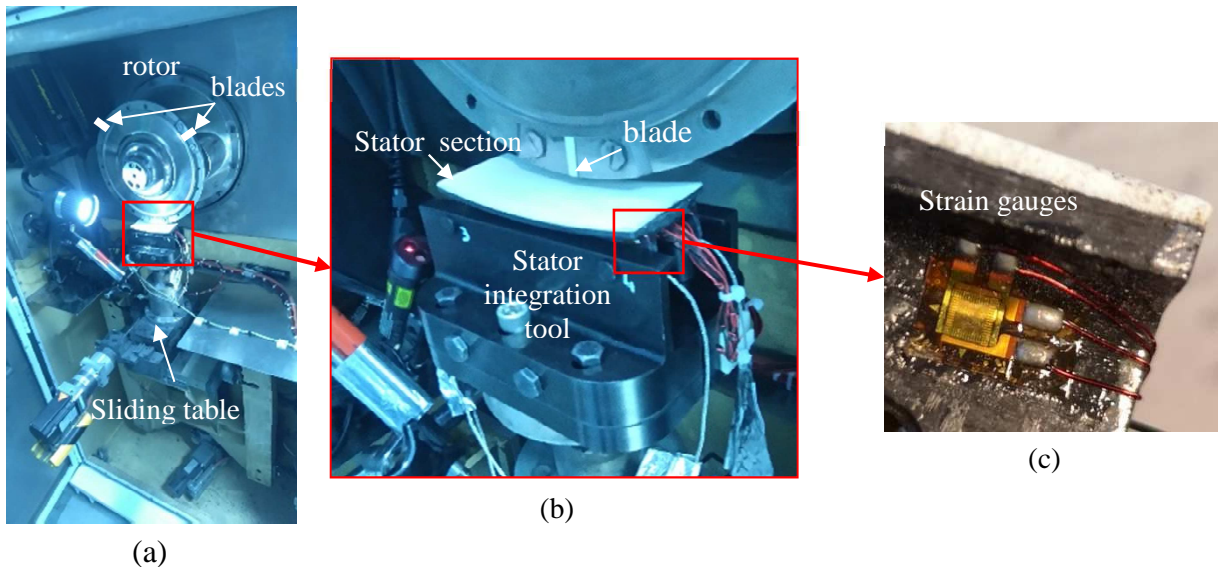 rotor
blades
Sliding table
(a)
Stator section
blade
Stator
integration
tool
(b)
Strain gauges
(c)